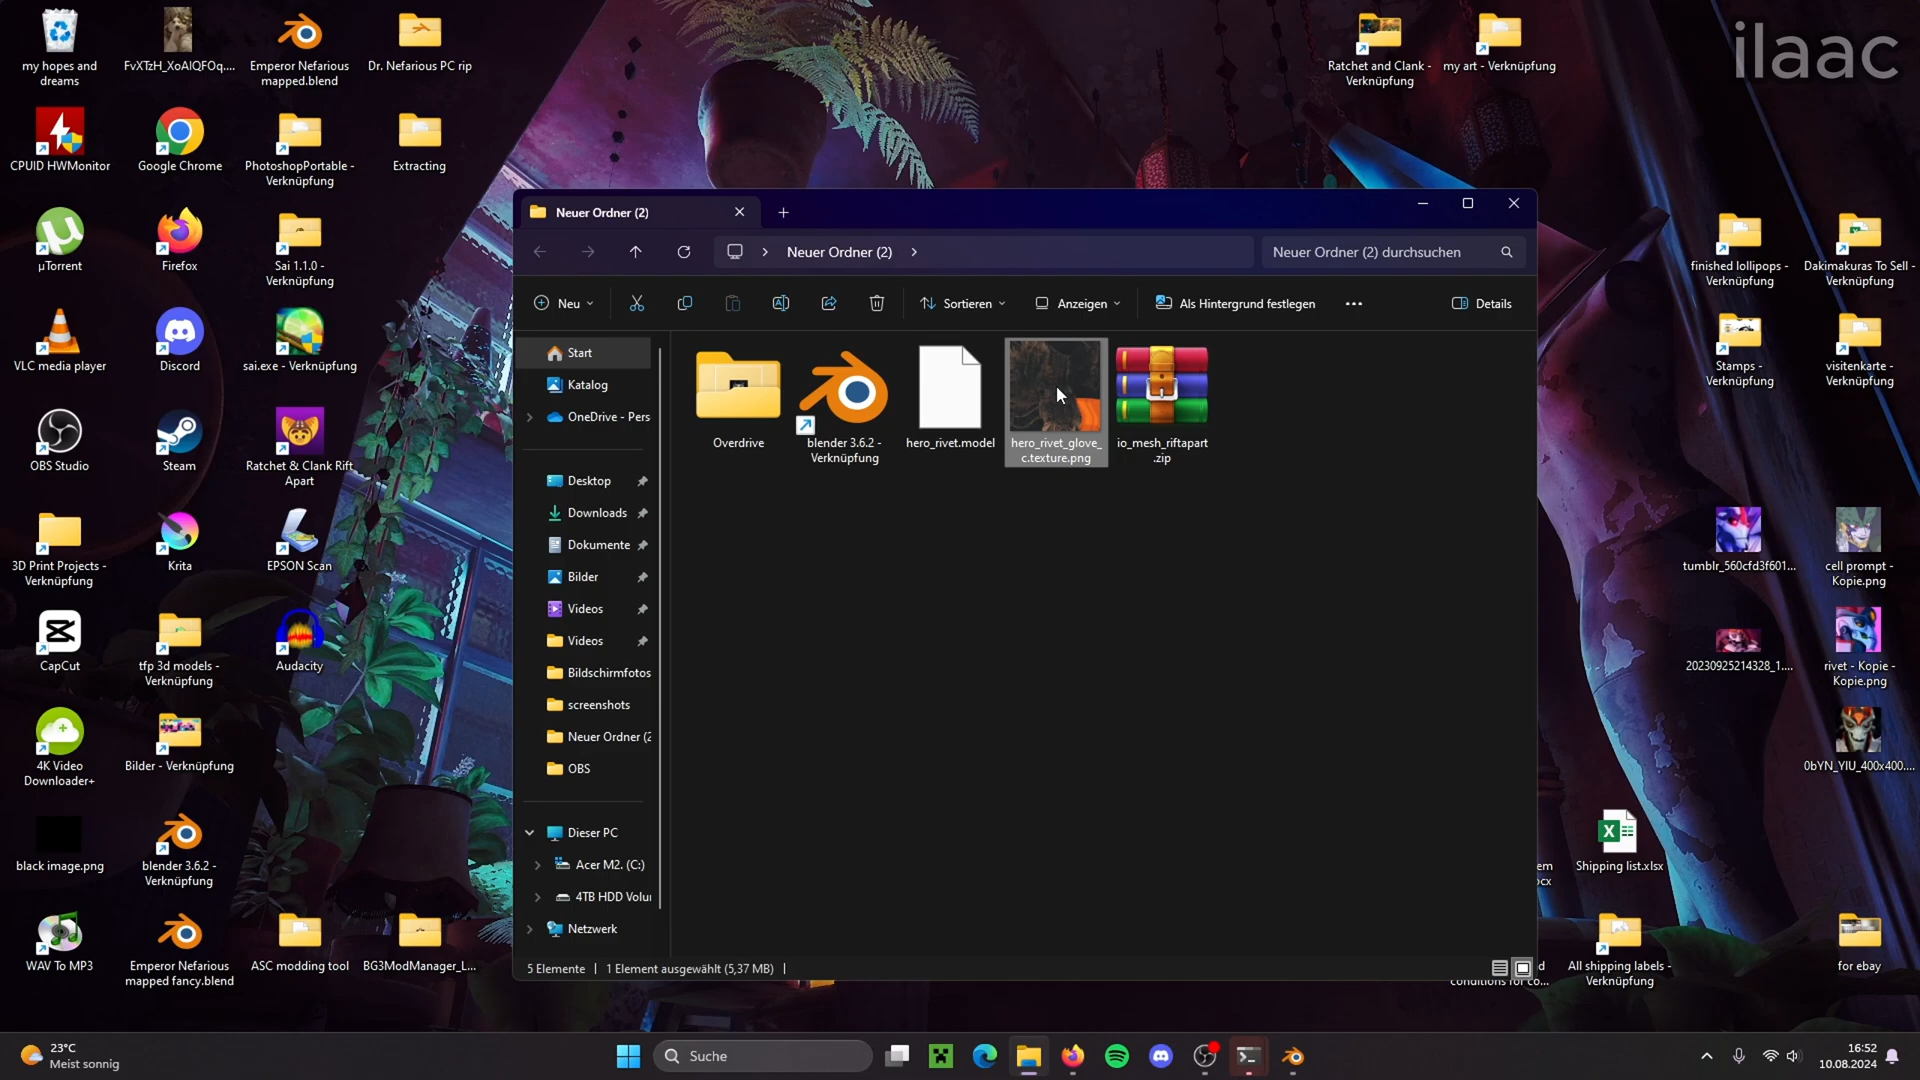 my hopes and
dreams
FvXTzH_XoAIQFOq....
Emperor Nefarious
mapped.blend
Dr. Nefarious PC rip
Ratchet and Clank -
Verknüpfung
my art - Verknüpfung
ilaac
CPUID HWMonitor
Google Chrome
PhotoshopPortable -
Verknüpfung
Extracting
µTorrent
Firefox
Sai 1.1.0 -
Verknüpfung
VLC media player
Discord
sai.exe - Verknüpfung
OBS Studio
Steam
Ratchet & Clank Rift
Apart
3D Print Projects -
Verknüpfung
Krita
EPSON Scan
CapCut
tfp 3d models -
Verknüpfung
Audacity
4K Video
Downloader+
Bilder - Verknüpfung
black image.png
blender 3.6.2 -
Verknüpfung
WAV To MP3
Emperor Nefarious
mapped fancy.blend
ASC modding tool
BG3ModManager_L...
Neuer Ordner (2)
Neuer Ordner (2)
Neuer Ordner (2) durchsuchen
Neu
Sortieren
Anzeigen
Als Hintergrund festlegen
Details
Start
Katalog
OneDrive - Pers
Desktop
Downloads
Dokumente
Bilder
Videos
Videos
Bildschirmfotos
screenshots
Neuer Ordner (2
OBS
Dieser PC
Acer M2. (C:)
4TB HDD Volu
Netzwerk
Overdrive
blender 3.6.2 -
Verknüpfung
hero_rivet.model
hero_rivet_glove_
c.texture.png
io_mesh_riftapart
.zip
5 Elemente
1 Element ausgewählt (5,37 MB)
finished lollipops -
Verknüpfung
Dakimakuras To Sell -
Verknüpfung
Stamps -
Verknüpfung
visitenkarte -
Verknüpfung
tumblr_560cfd3f601...
cell prompt -
Kopie.png
20230925214328_1....
rivet - Kopie -
Kopie.png
0bYN_YIU_400x400....
em
ocx
Shipping list.xlsx
d
conditions for co...
All shipping labels -
Verknüpfung
for ebay
23°C
Meist sonnig
Suche
16:52
10.08.2024